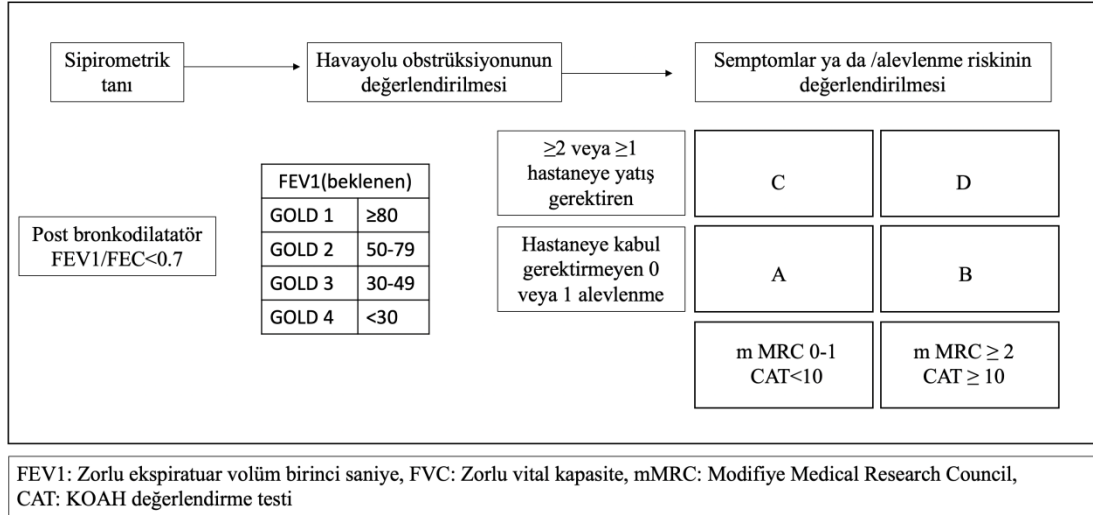 Sipirometrik
tanı
Havayolu obstrüksiyonunun
değerlendirilmesi
Semptomlar ya da /alevlenme riskinin
değerlendirilmesi
Post bronkodilatatör
FEV1/FEC<0.7
FEV1(beklenen)
GOLD 1 ≥80
GOLD 2 50-79
GOLD 3 30-49
GOLD 4 <30
≥2 veya ≥1
hastaneye yatış
gerektiren
C D
Hastaneye kabul
gerektirmeyen 0
veya 1 alevlenme
A B
m MRC 0-1
CAT<10
m MRC ≥ 2
CAT ≥ 10
FEV1: Zorlu ekspiratuar volüm birinci saniye, FVC: Zorlu vital kapasite, mMRC: Modifiye Medical Research Council,
CAT: KOAH değerlendirme testi